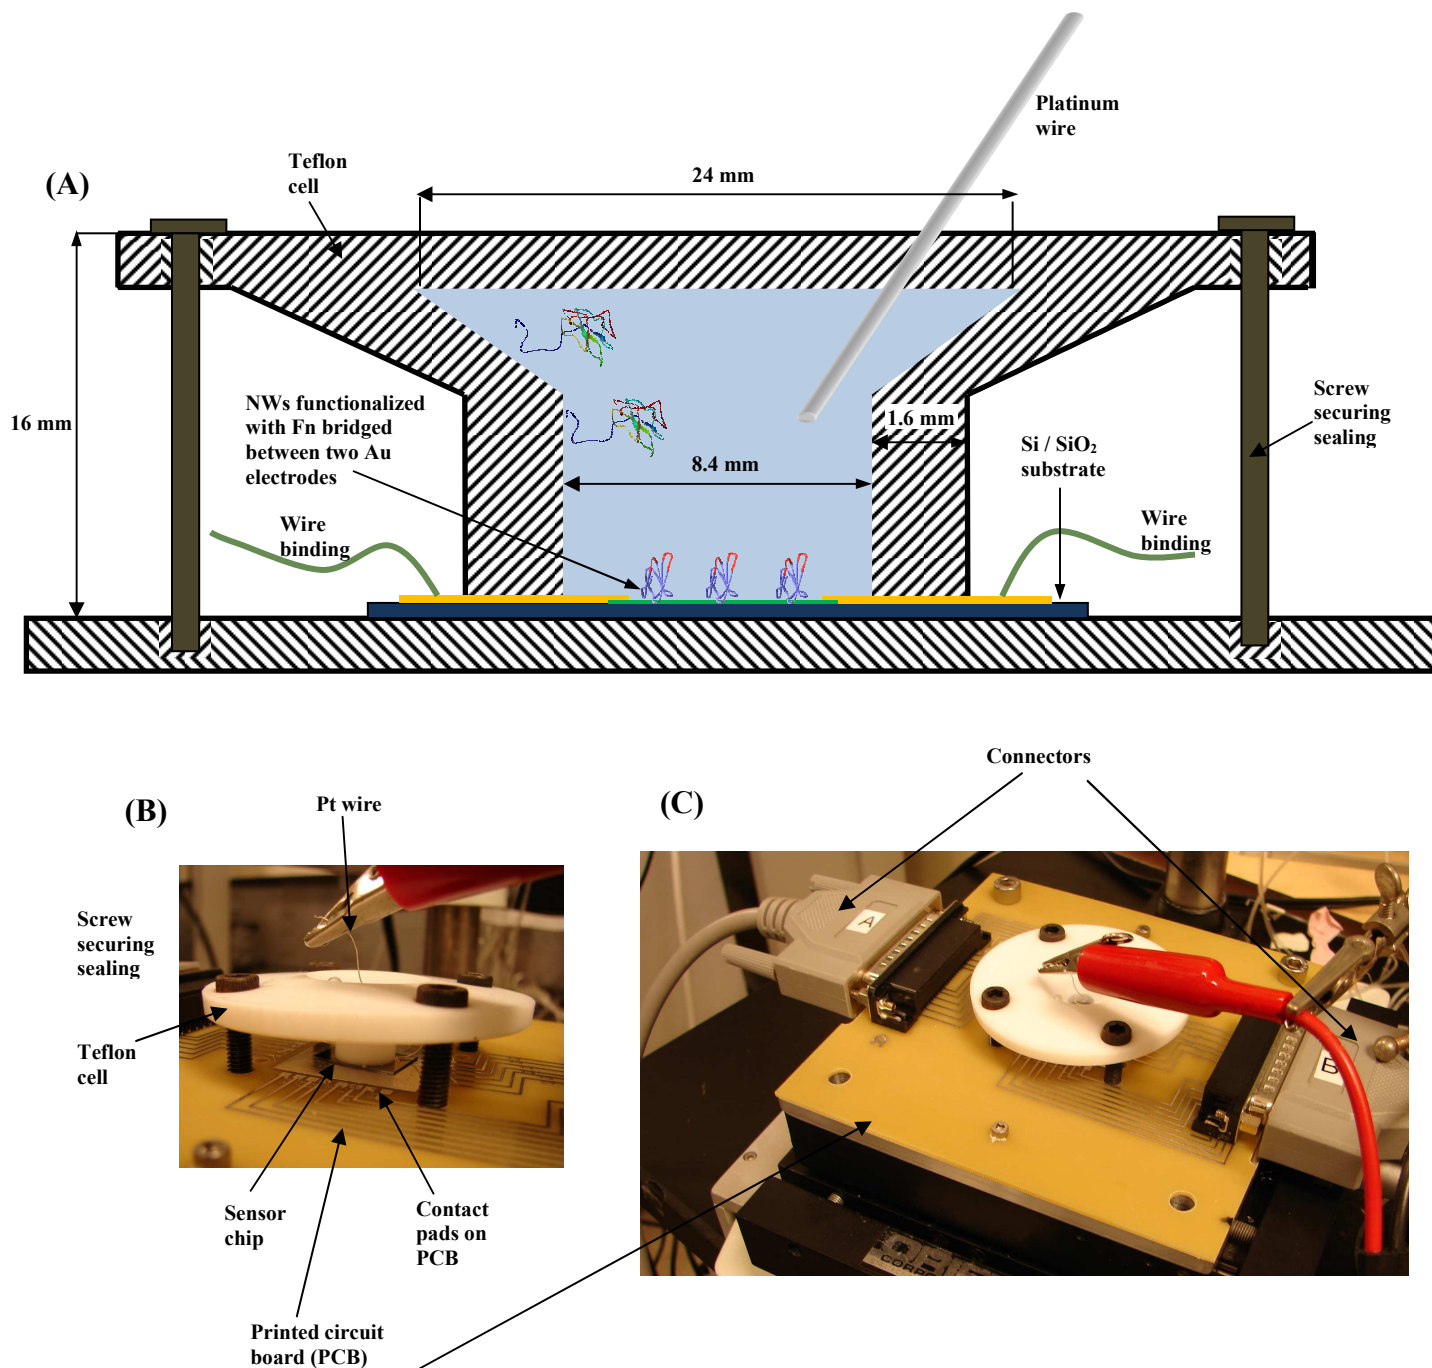 Platinum
wire
Teflon
cell
(A)
24 mm
16 mm
NWs functionalized
with Fn bridged
between two Au
electrodes
1.6 mm
8.4 mm
Si / SiO₂
substrate
Screw
securing
sealing
Wire
binding
Wire
binding
Connectors
(B)
Pt wire
(C)
Screw
securing
sealing
Teflon
cell
A
B
Sensor
chip
Contact
pads on
PCB
Printed circuit
board (PCB)